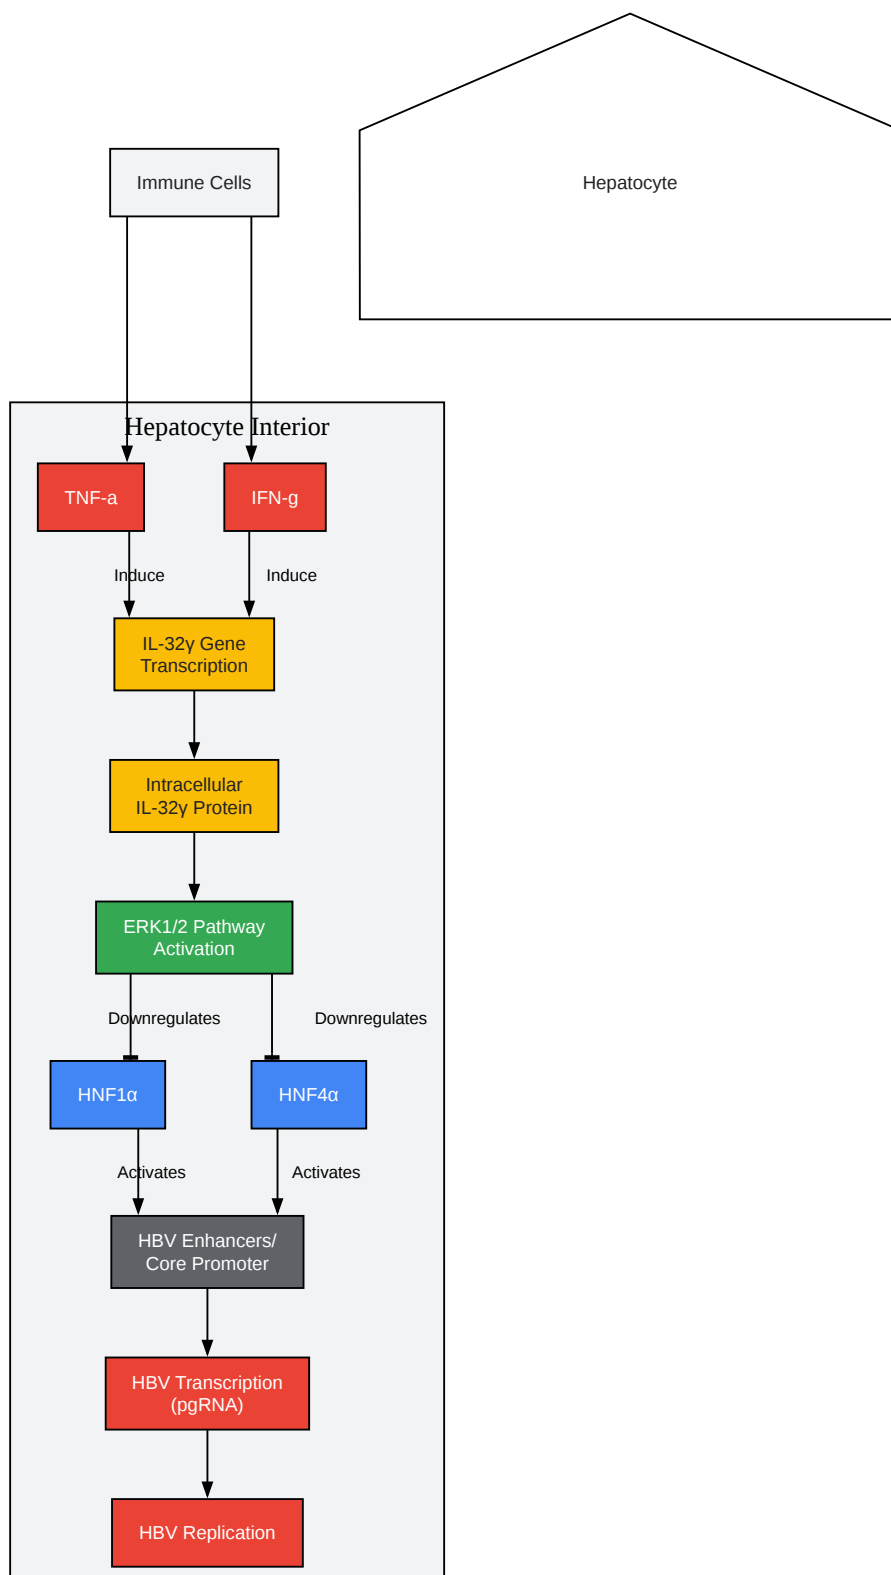 Immune Cells
Hepatocyte
Hepatocyte Interior
TNF-a
IFN-g
Induce
Induce
IL-32γ Gene
Transcription
Intracellular
IL-32γ Protein
ERK1/2 Pathway
Activation
Downregulates
Downregulates
HNF1α
HNF4α
Activates
Activates
HBV Enhancers/
Core Promoter
HBV Transcription
(pgRNA)
HBV Replication